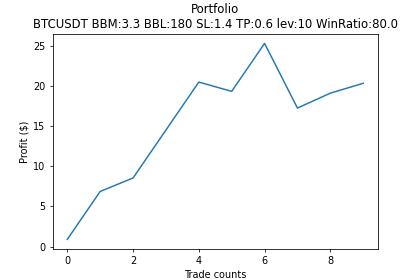 Portfolio
BTCUSDT BBM:3.3 BBL:180 SL:1.4 TP:0.6 lev:10 WinRatio:80.0
25
20
15
10
5
0
Profit ($)
0 2 4 6 8
Trade counts